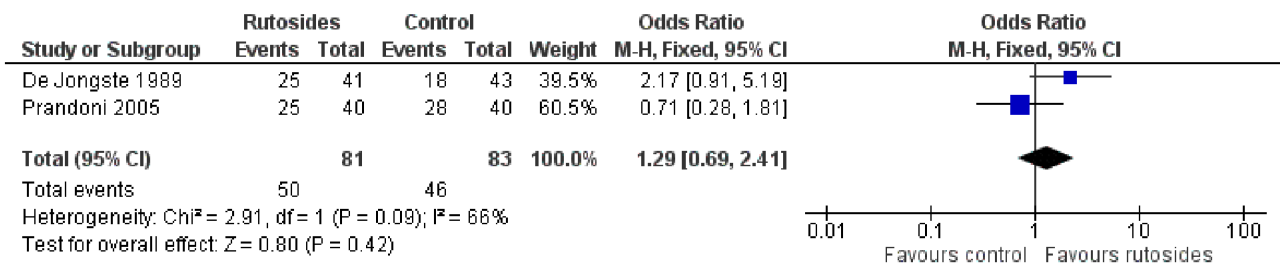 Rutosides Control Odds Ratio Odds Ratio
Study or Subgroup Events Total Events Total Weight M-H, Fixed, 95% CI M-H, Fixed, 95% CI
De Jongste 1989 25 41 18 43 39.5% 2.17 [0.91, 5.19]
Prandoni 2005 25 40 28 40 60.5% 0.71 [0.28, 1.81]
Total (95% CI) 81 83 100.0% 1.29 [0.69, 2.41]
Total events 50 46
Heterogeneity: Chi² = 2.91, df = 1 (P = 0.09); I² = 66%
Test for overall effect: Z = 0.80 (P = 0.42)
0.01 0.1 1 10 100
Favours control Favours rutosides